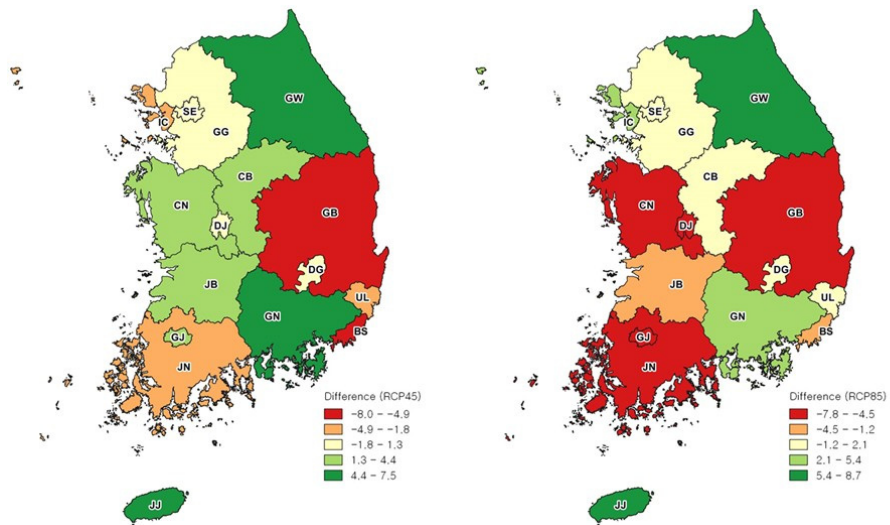 GW
SE
IC
GG
CB
CN
GB
DJ
DG
JB
UL
GN
BS
GJ
JN
JJ
Difference (RCP45)
-8.0 - -4.9
-4.9 - -1.8
-1.8 - 1.3
1.3 - 4.4
4.4 - 7.5
GW
SE
IC
GG
CB
CN
GB
DJ
DG
JB
UL
GN
BS
GJ
JN
JJ
Difference (RCP85)
-7.8 - -4.5
-4.5 - -1.2
-1.2 - 2.1
2.1 - 5.4
5.4 - 8.7